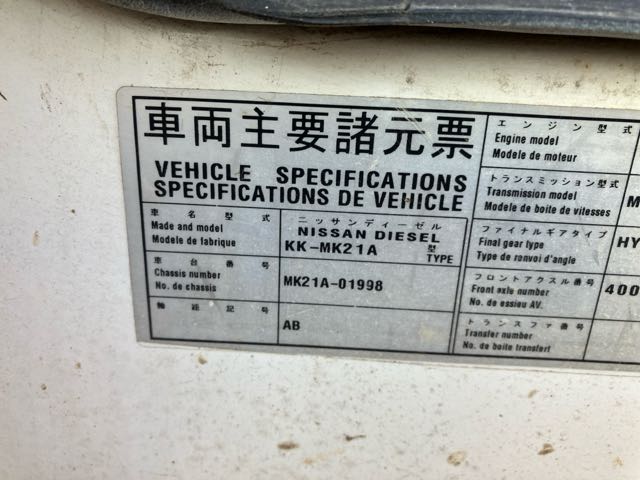 車両主要諸元票
VEHICLE SPECIFICATIONS
SPECIFICATIONS DE VEHICLE
車名型式
Made and model
Modele de fabrique
ニッサンディーゼル
NISSAN DIESEL
KK-MK21A 型 TYPE
車台番号
Chassis number
No. de chassis
MK21A-01998
軸距記号
AB
エンジン型式
Engine model
Modele de moteur
トランスミッション型式
Transmission model
Modele de boite de vitesses
M
ファイナルギアタイプ
Final gear type
Type de ronvoi d'angle
HY
フロントアクスル番号
Front axle number
No. de essieu AV.
400
トランスファ番号
Transfer number
No. de boite transfert